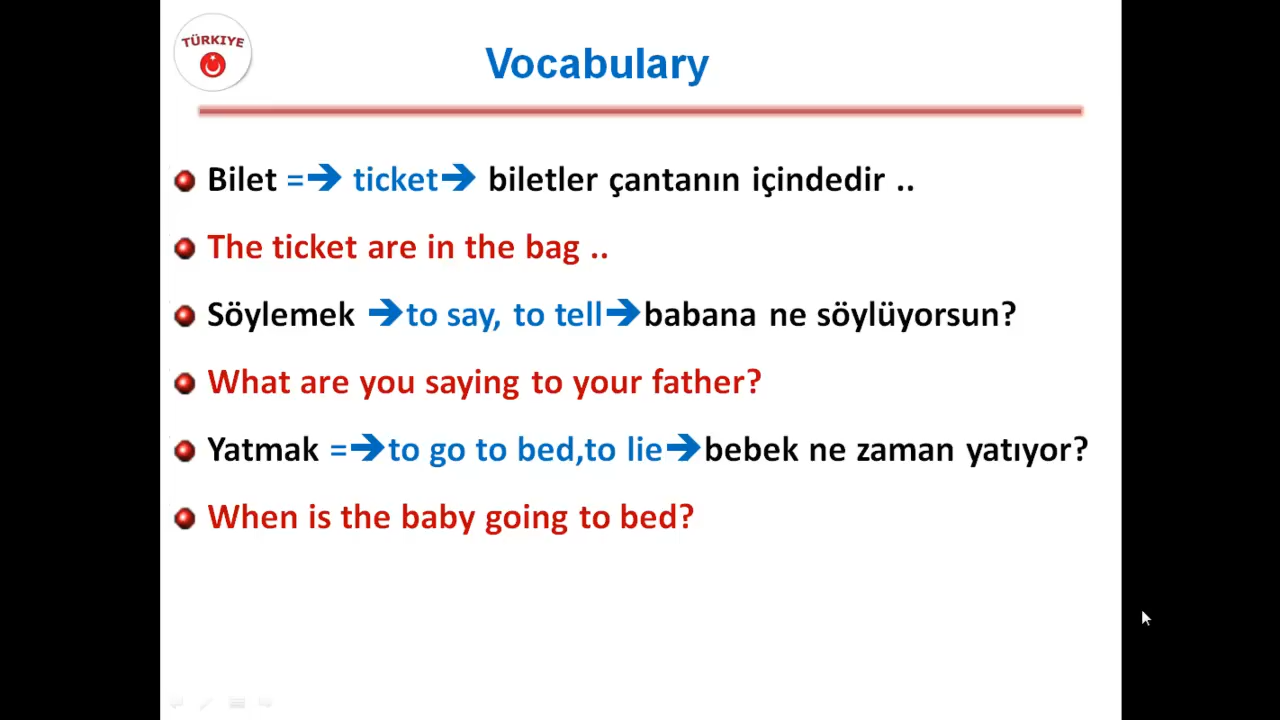 TÜRKIYE
Vocabulary
Bilet =➔ ticket➔ biletler çantanın içindedir ..
The ticket are in the bag ..
Söylemek ➔to say, to tell➔babana ne söylüyorsun?
What are you saying to your father?
Yatmak =➔to go to bed,to lie➔bebek ne zaman yatıyor?
When is the baby going to bed?